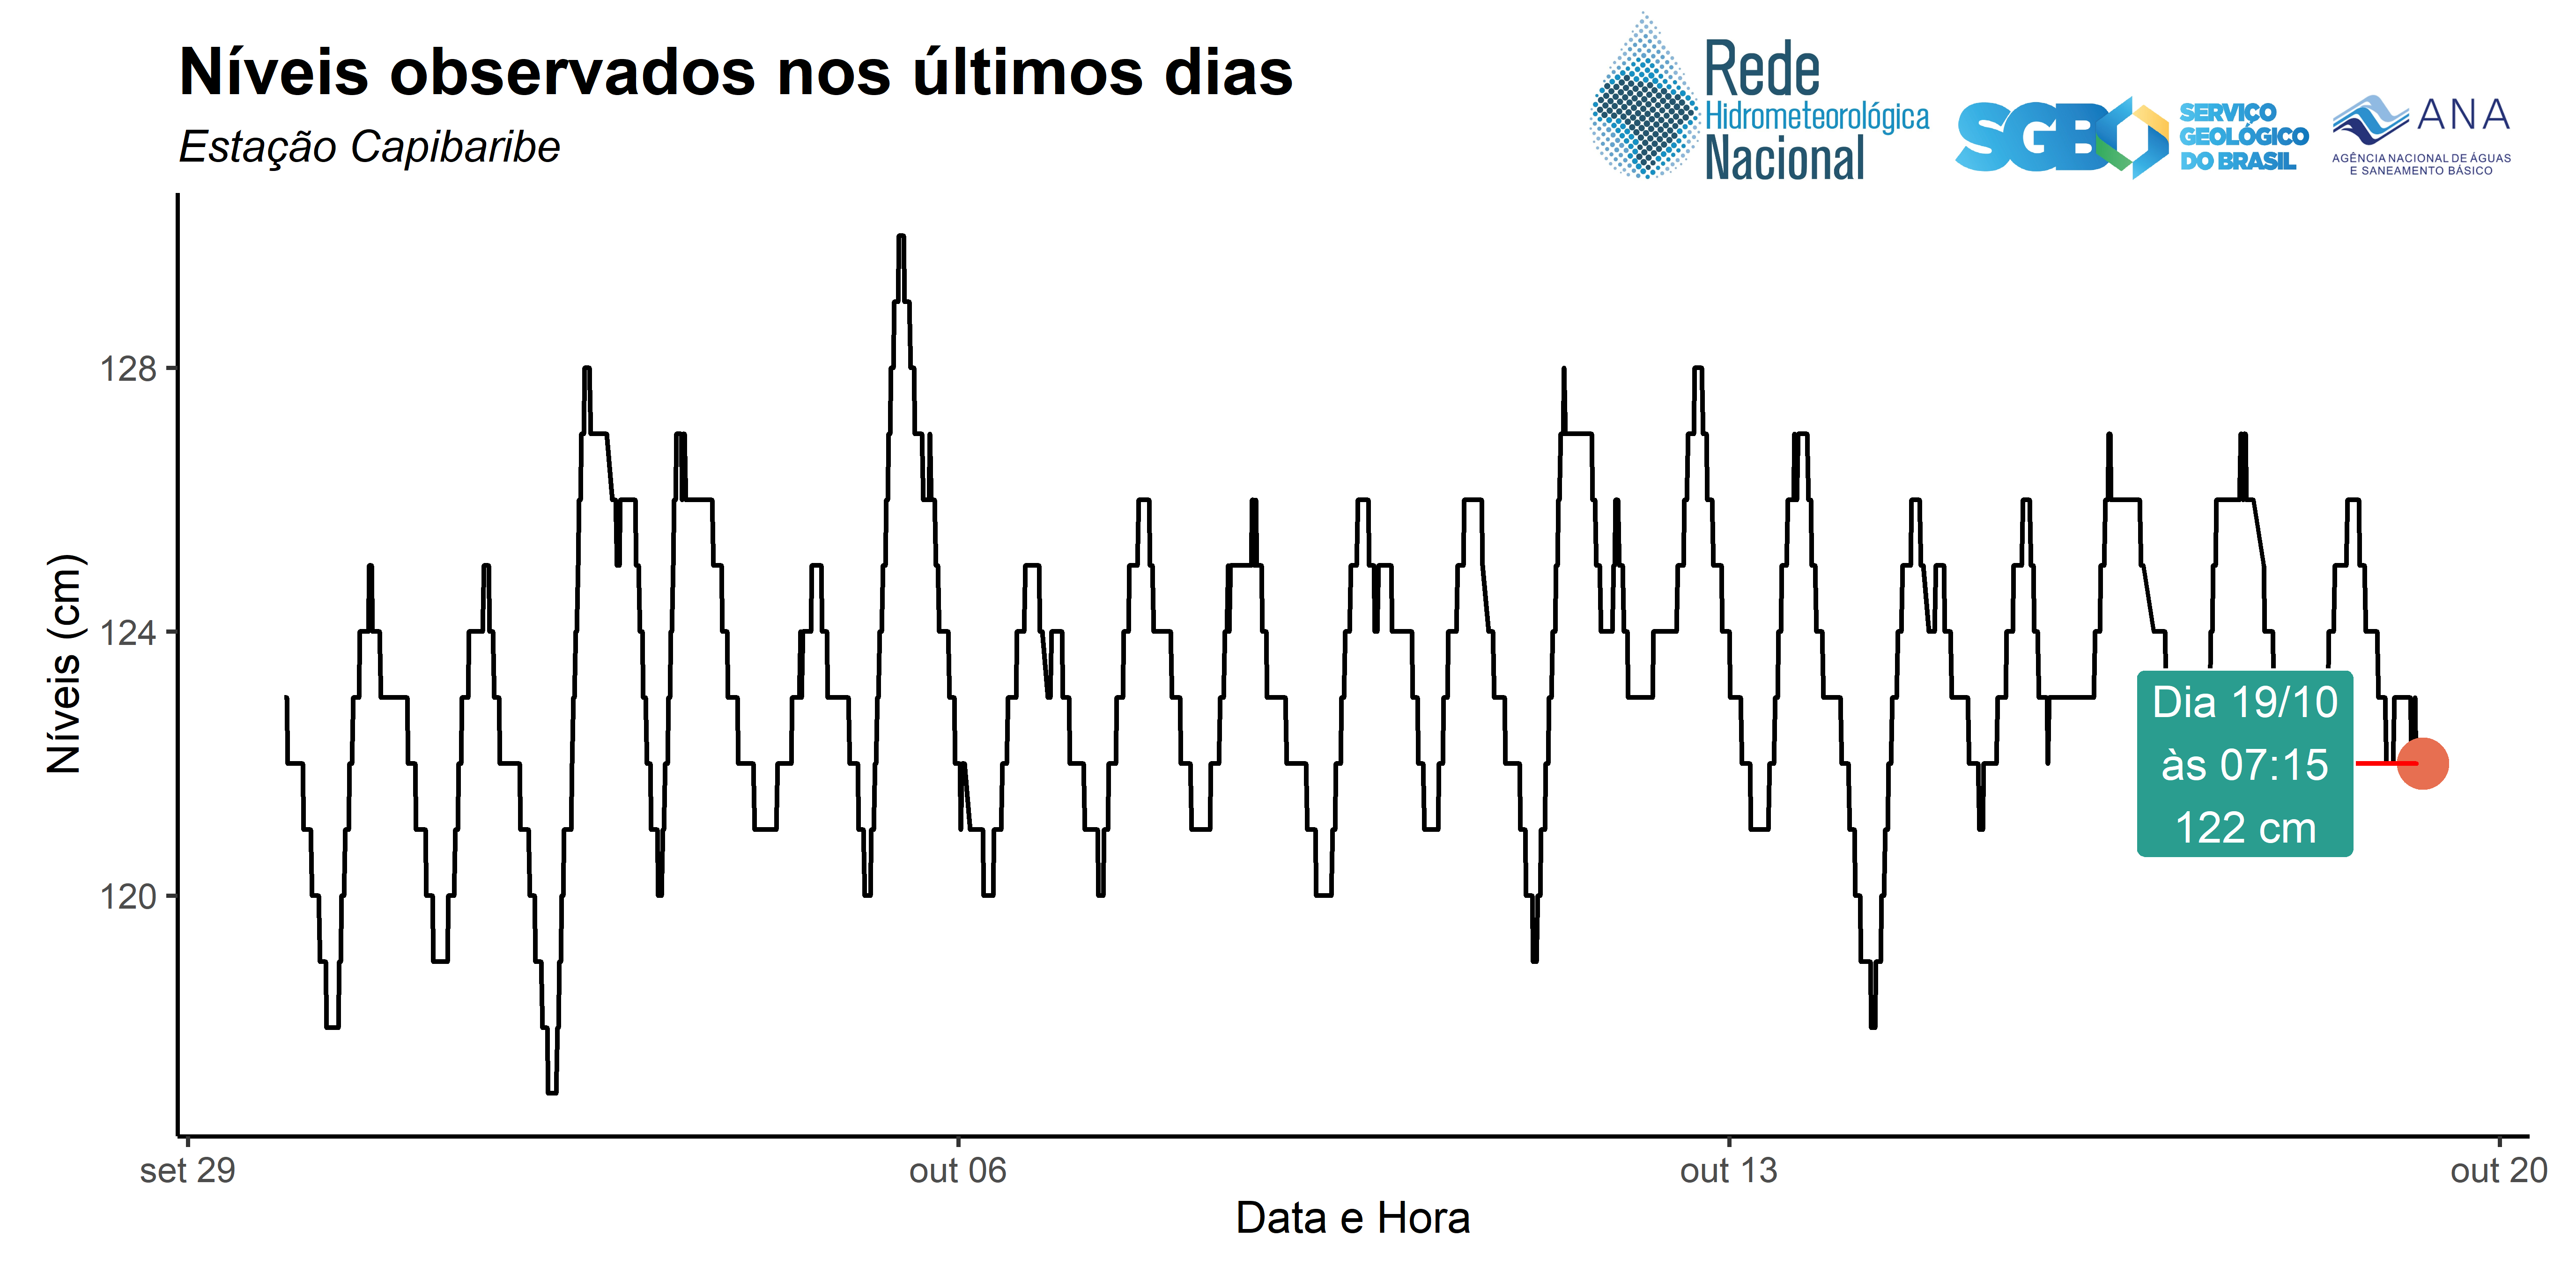 Níveis observados nos últimos dias
Estação Capibaribe
Rede
Hidrometeorológica
Nacional
SGB
SERVIÇO
GEOLÓGICO
DO BRASIL
ANA
AGÊNCIA NACIONAL DE ÁGUAS
E SANEAMENTO BÁSICO
Níveis (cm)
128
124
120
Dia 19/10
às 07:15
122 cm
set 29
out 06
out 13
out 20
Data e Hora